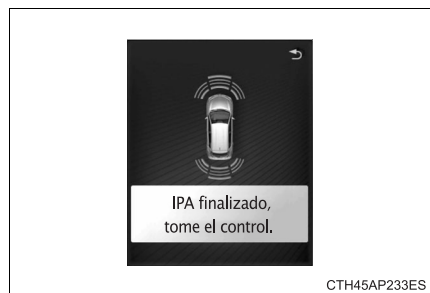 IPA finalizado,
tome el control.
CTH45AP233ES